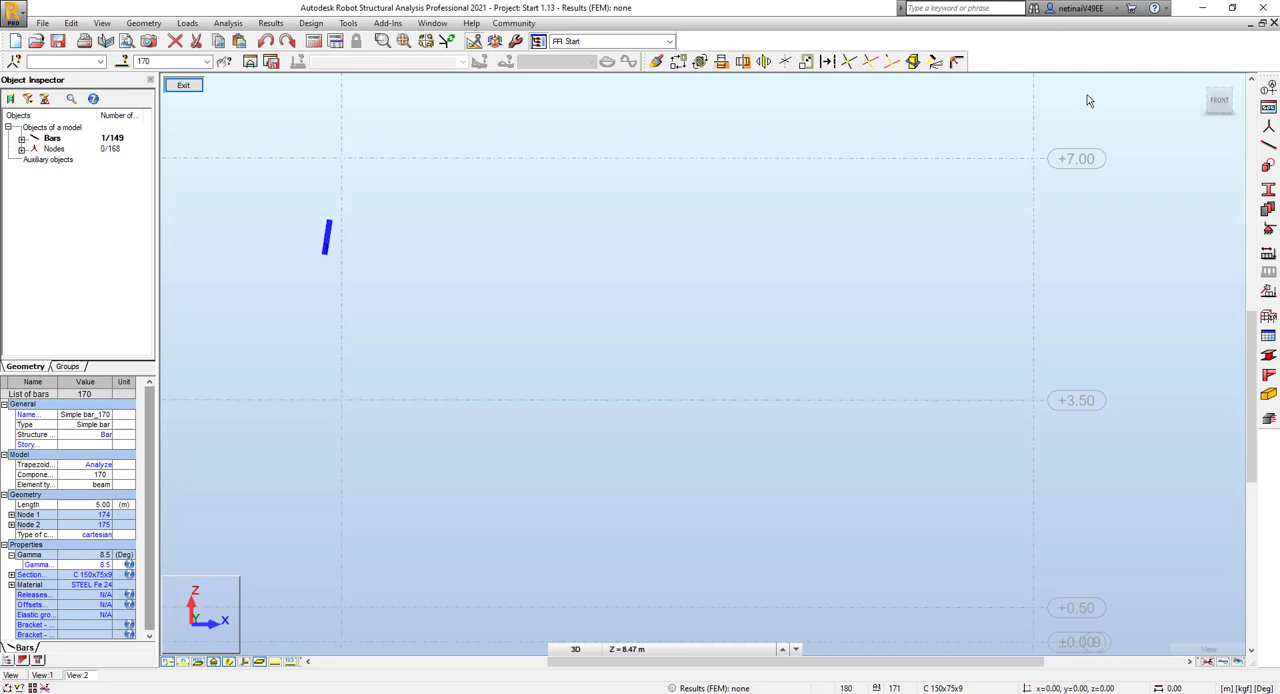 PRO
Autodesk Robot Structural Analysis Professional 2021 - Project: Start 1.13 - Results (FEM): none
Type a keyword or phrase
netinaiV49EE
File Edit View Geometry Loads Analysis Results Design Tools Add-Ins Window Help Community
Start
170
Object Inspector
Exit
FRONT
Objects Number of...
Objects of a model
Bars 1/149
Nodes 0/168
Auxiliary objects
+7.00
+3.50
+0.50
Geometry Groups
Name Value Unit
List of bars 170
General
Name... Simple bar_170
Type Simple bar
Structure ... Bar
Story...
Model
Trapezoid... Analyze
Compone... 170
Element ty... beam
Geometry
Length 5.00 (m)
Node 1 174
Node 2 175
Type of c... cartesian
Properties
Gamma 8.5 (Deg)
Gamma... 8.5
Section... C 150x75x9
Material STEEL Fe 24
Releases... N/A
Offsets... N/A
Elastic gro... N/A
Bracket - ...
Bracket - ...
Bars
Z
Y
X
3D Z = 8.47 m
View
View View:1 View:2
Results (FEM): none 180 171 C 150x75x9 x=0.00, y=0.00, z=0.00 0.00 [m] [kgf] [Deg]